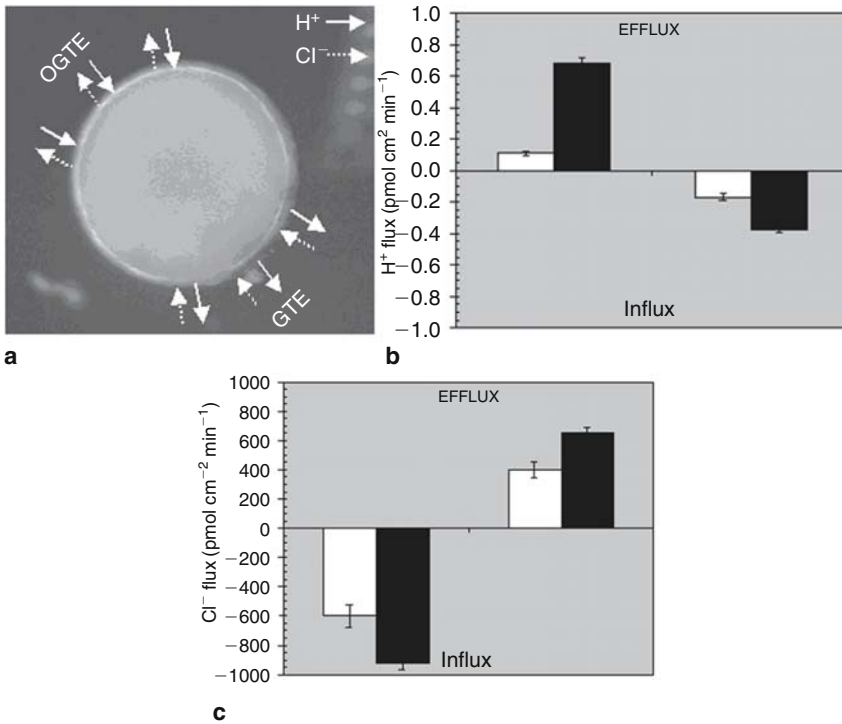 H⁺
Cl⁻
OGTE
GTE
a
EFFLUX
H⁺ flux (pmol cm² min⁻¹)
1.0
0.8
0.6
0.4
0.2
0.0
−0.2
−0.4
−0.6
−0.8
−1.0
Influx
b
EFFLUX
Cl⁻ flux (pmol cm⁻² min⁻¹)
1000
800
600
400
200
0
−200
−400
−600
−800
−1000
Influx
c